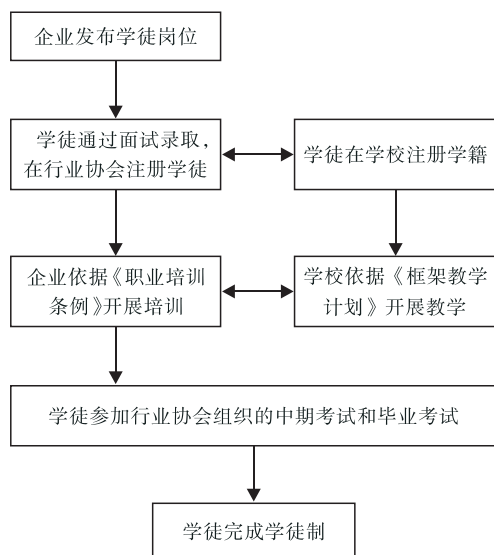 企业发布学徒岗位
学徒通过面试录取，
在行业协会注册学徒
学徒在学校注册学籍
企业依据《职业培训
条例》开展培训
学校依据《框架教学
计划》开展教学
学徒参加行业协会组织的中期考试和毕业考试
学徒完成学徒制